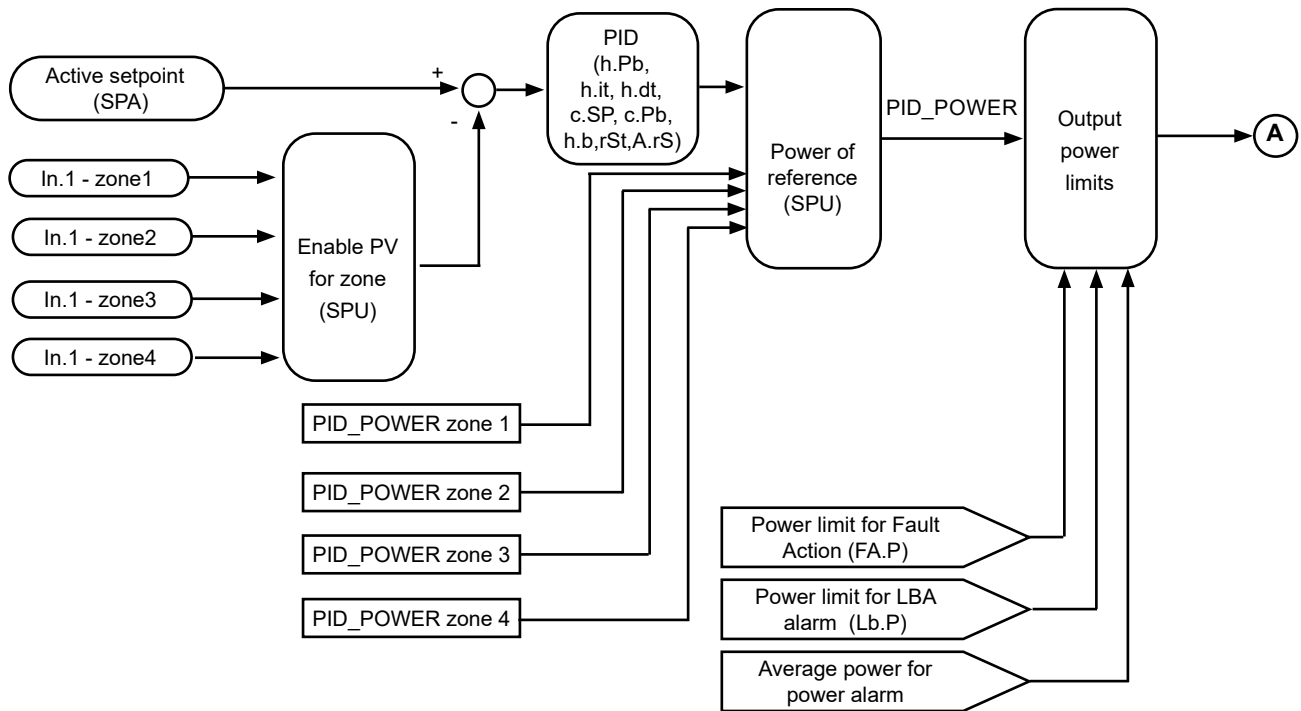 Active setpoint
(SPA)
+
-
In.1 - zone1
In.1 - zone2
In.1 - zone3
In.1 - zone4
Enable PV
for zone
(SPU)
PID
(h.Pb,
h.it, h.dt,
c.SP, c.Pb,
h.b,rSt,A.rS)
Power of
reference
(SPU)
PID_POWER
Output
power
limits
A
PID_POWER zone 1
PID_POWER zone 2
PID_POWER zone 3
PID_POWER zone 4
Power limit for Fault
Action (FA.P)
Power limit for LBA
alarm (Lb.P)
Average power for
power alarm